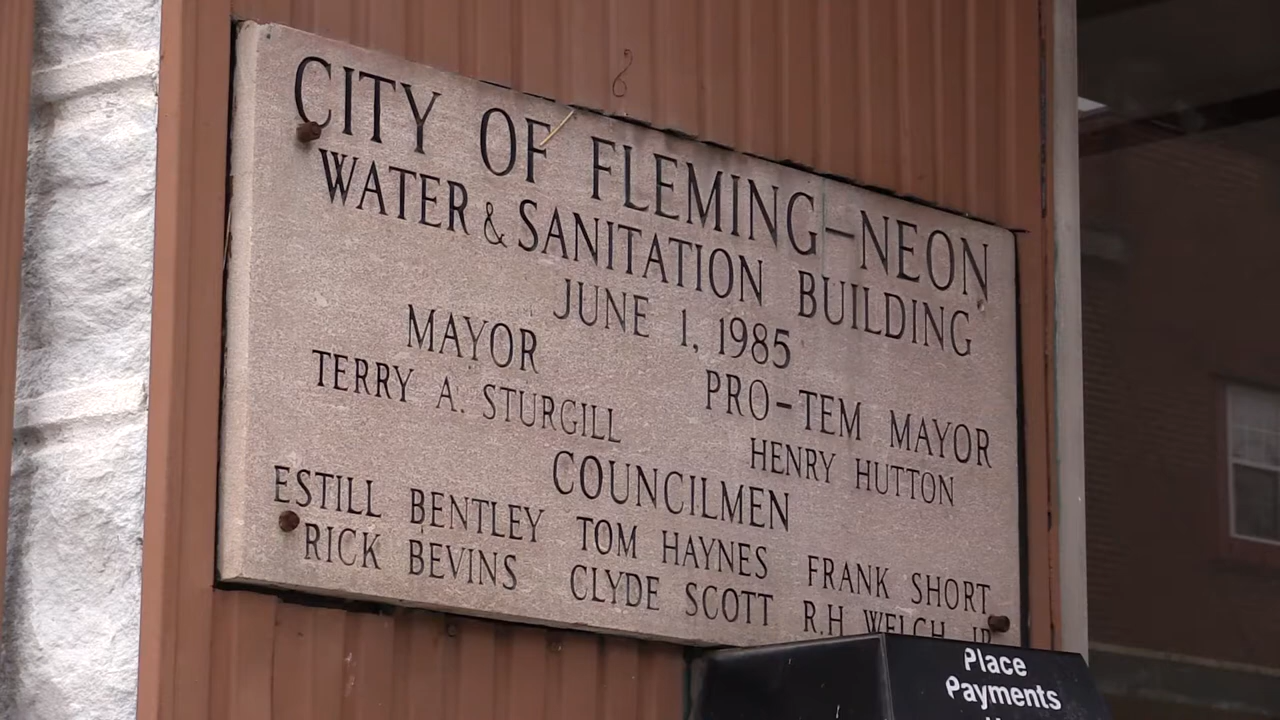 CITY OF FLEMING-NEON
WATER & SANITATION BUILDING
JUNE 1, 1985
MAYOR
TERRY A. STURGILL
PRO-TEM MAYOR
HENRY HUTTON
COUNCILMEN
ESTILL BENTLEY TOM HAYNES FRANK SHORT
RICK BEVINS CLYDE SCOTT R.H. WELCH JR
Place
Payments